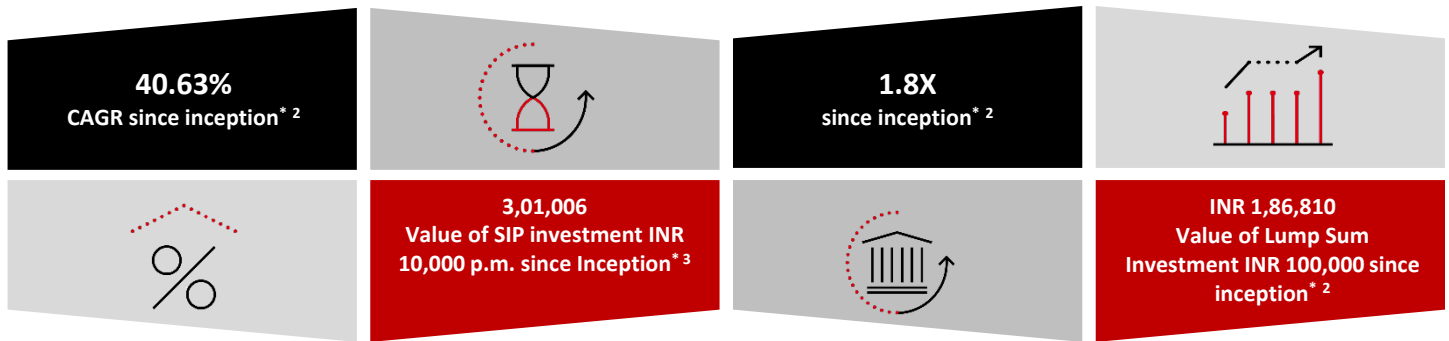 40.63%
CAGR since inception* 2
1.8X
since inception* 2
3,01,006
Value of SIP investment INR
10,000 p.m. since Inception* 3
INR 1,86,810
Value of Lump Sum
Investment INR 100,000 since
inception* 2